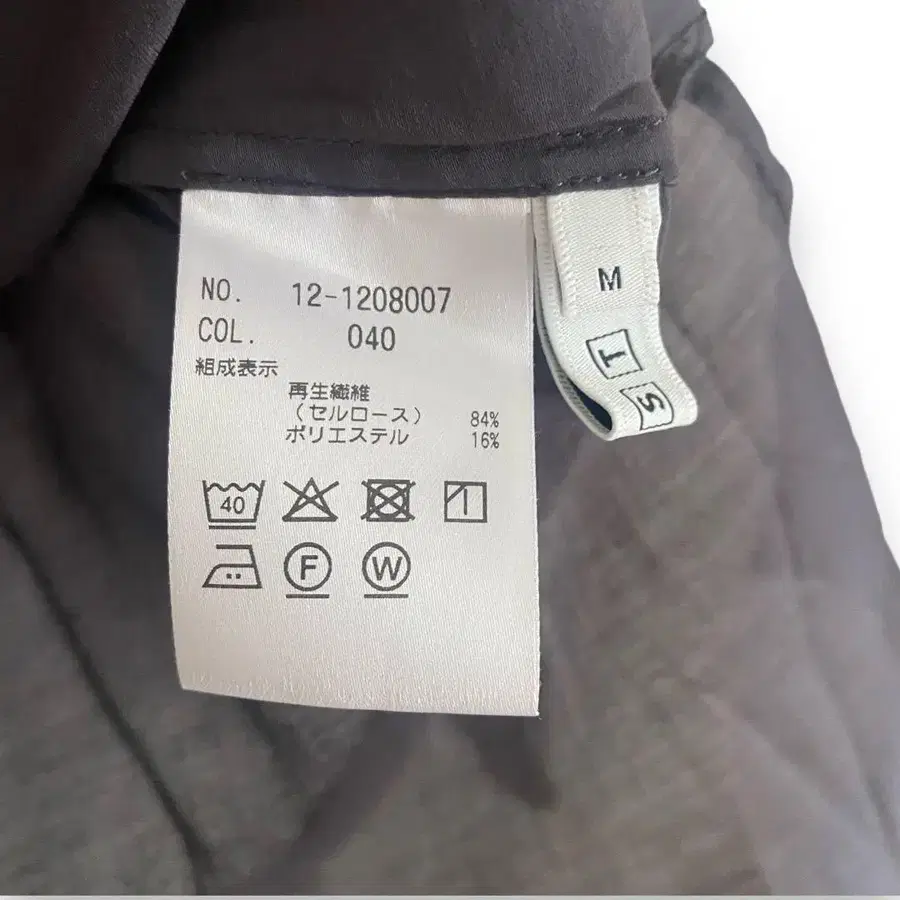 NO. 12-1208007
COL. 040
組成表示
再生繊維
(セルロース) 84%
ポリエステル 16%
40
F W
M
T
S